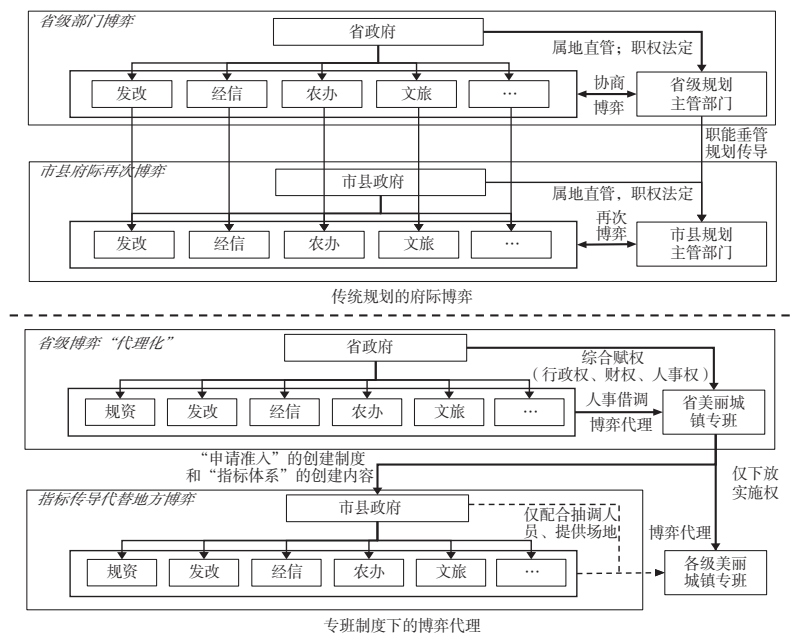 省级部门博弈
省政府
属地直管；职权法定
发改 经信 农办 文旅 …
协商
博弈
省级规划
主管部门
职能垂管
规划传导
市县府际再次博弈
市县政府
属地直管，职权法定
发改 经信 农办 文旅 …
再次
博弈
市县规划
主管部门
传统规划的府际博弈
省级博弈“代理化”
省政府
综合赋权
（行政权、财权、人事权）
规资 发改 经信 农办 文旅 …
人事借调
博弈代理
省美丽城
镇专班
“申请准入”的创建制度
和“指标体系”的创建内容
仅下放
实施权
指标传导代替地方博弈
市县政府
仅配合抽调人
员、提供场地
博弈代理
规资 发改 经信 农办 文旅 …
各级美丽
城镇专班
专班制度下的博弈代理